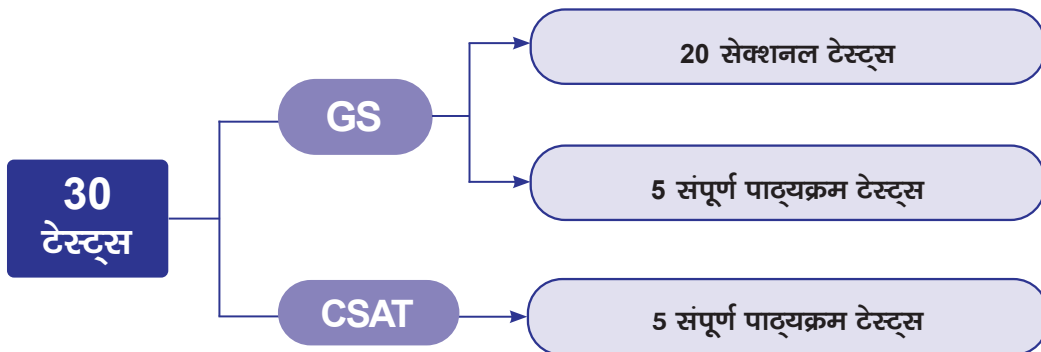 30
टेस्ट्स
GS
20 सेक्शनल टेस्ट्स
5 संपूर्ण पाठ्यक्रम टेस्ट्स
CSAT
5 संपूर्ण पाठ्यक्रम टेस्ट्स